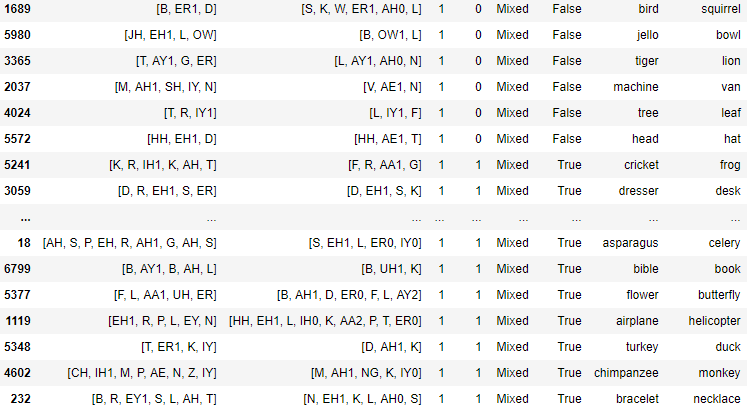 1689 [B, ER1, D] [S, K, W, ER1, AH0, L] 1 0 Mixed False bird squirrel
5980 [JH, EH1, L, OW] [B, OW1, L] 1 0 Mixed False jello bowl
3365 [T, AY1, G, ER] [L, AY1, AH0, N] 1 0 Mixed False tiger lion
2037 [M, AH1, SH, IY, N] [V, AE1, N] 1 0 Mixed False machine van
4024 [T, R, IY1] [L, IY1, F] 1 0 Mixed False tree leaf
5572 [HH, EH1, D] [HH, AE1, T] 1 0 Mixed False head hat
5241 [K, R, IH1, K, AH, T] [F, R, AA1, G] 1 1 Mixed True cricket frog
3059 [D, R, EH1, S, ER] [D, EH1, S, K] 1 1 Mixed True dresser desk
... ... ... ... ... ... ... ... ...
18 [AH, S, P, EH, R, AH1, G, AH, S] [S, EH1, L, ER0, IY0] 1 1 Mixed True asparagus celery
6799 [B, AY1, B, AH, L] [B, UH1, K] 1 1 Mixed True bible book
5377 [F, L, AA1, UH, ER] [B, AH1, D, ER0, F, L, AY2] 1 1 Mixed True flower butterfly
1119 [EH1, R, P, L, EY, N] [HH, EH1, L, IH0, K, AA2, P, T, ER0] 1 1 Mixed True airplane helicopter
5348 [T, ER1, K, IY] [D, AH1, K] 1 1 Mixed True turkey duck
4602 [CH, IH1, M, P, AE, N, Z, IY] [M, AH1, NG, K, IY0] 1 1 Mixed True chimpanzee monkey
232 [B, R, EY1, S, L, AH, T] [N, EH1, K, L, AH0, S] 1 1 Mixed True bracelet necklace